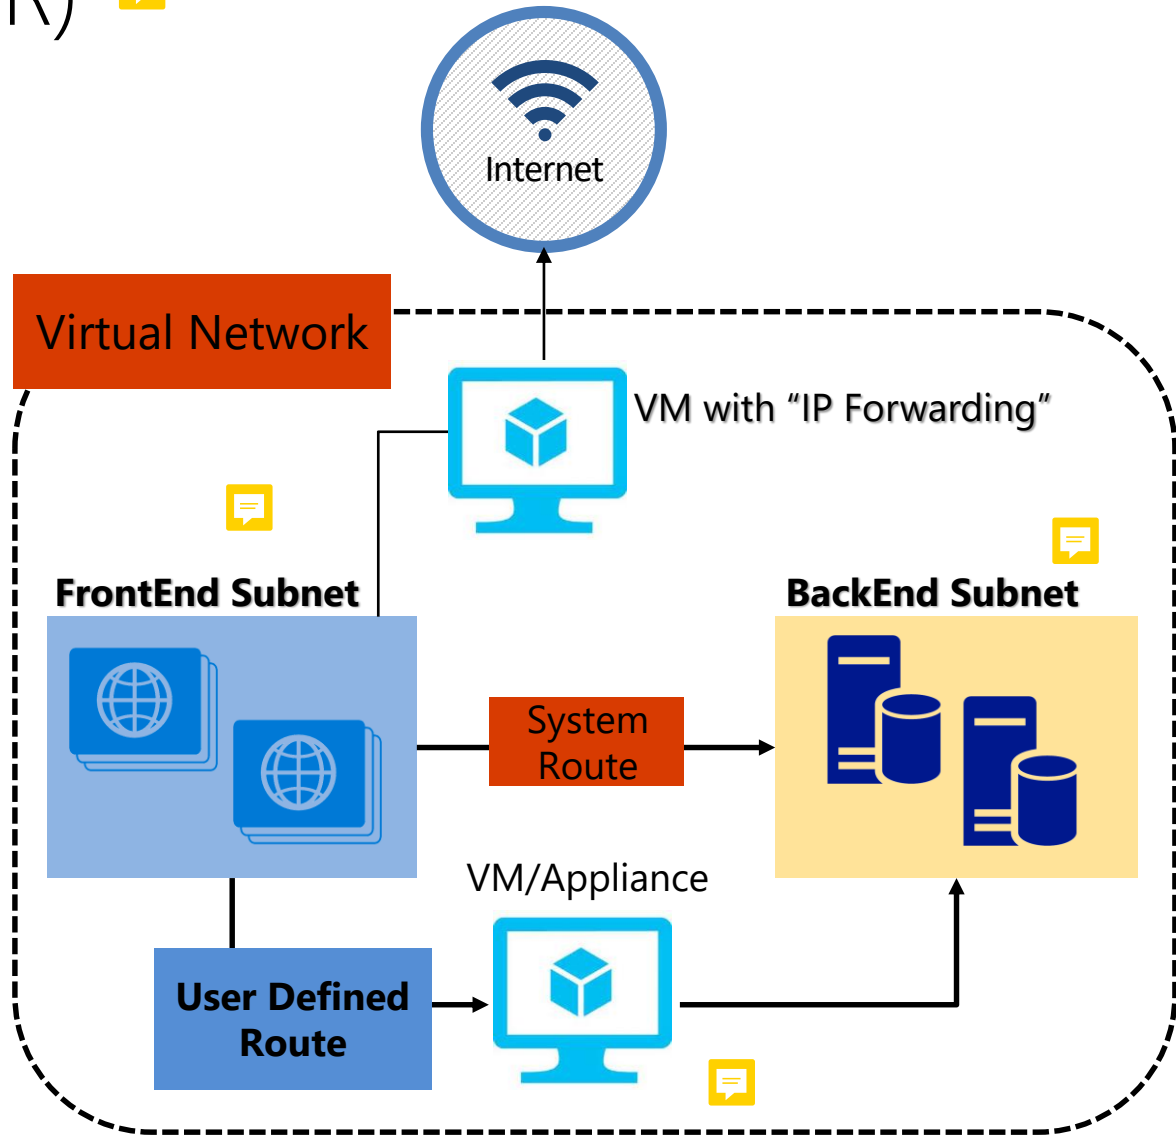 R)
Internet
Virtual Network
VM with “IP Forwarding”
FrontEnd Subnet
BackEnd Subnet
System
Route
VM/Appliance
User Defined
Route